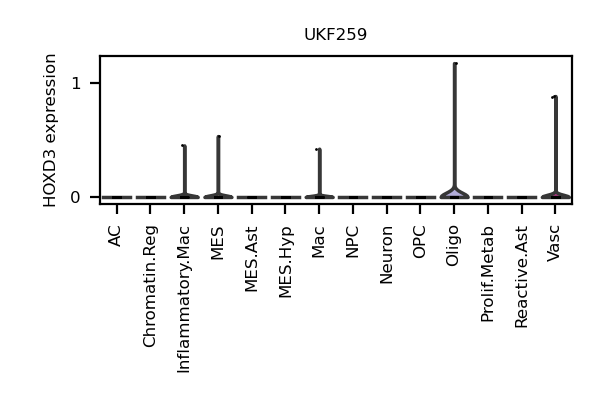 UKF259
HOXD3 expression
1
0
AC
Chromatin.Reg
Inflammatory.Mac
MES
MES.Ast
MES.Hyp
Mac
NPC
Neuron
OPC
Oligo
Prolif.Metab
Reactive.Ast
Vasc